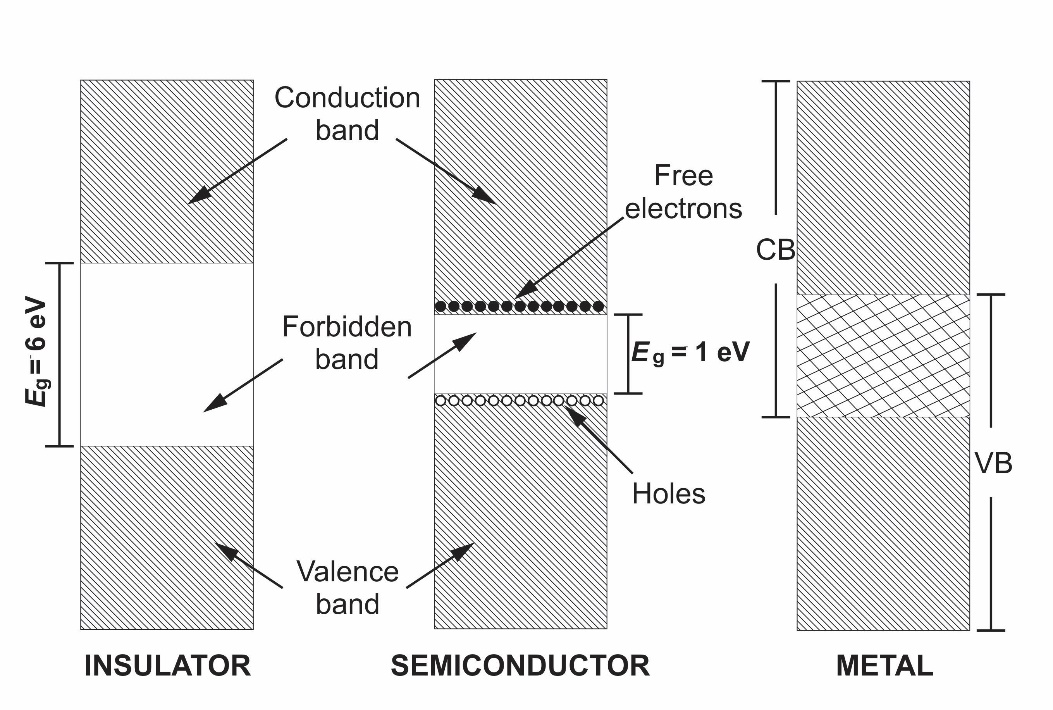 Conduction
band
Free
electrons
CB
Eg = 6 eV
Forbidden
band
Eg = 1 eV
VB
Holes
Valence
band
INSULATOR
SEMICONDUCTOR
METAL